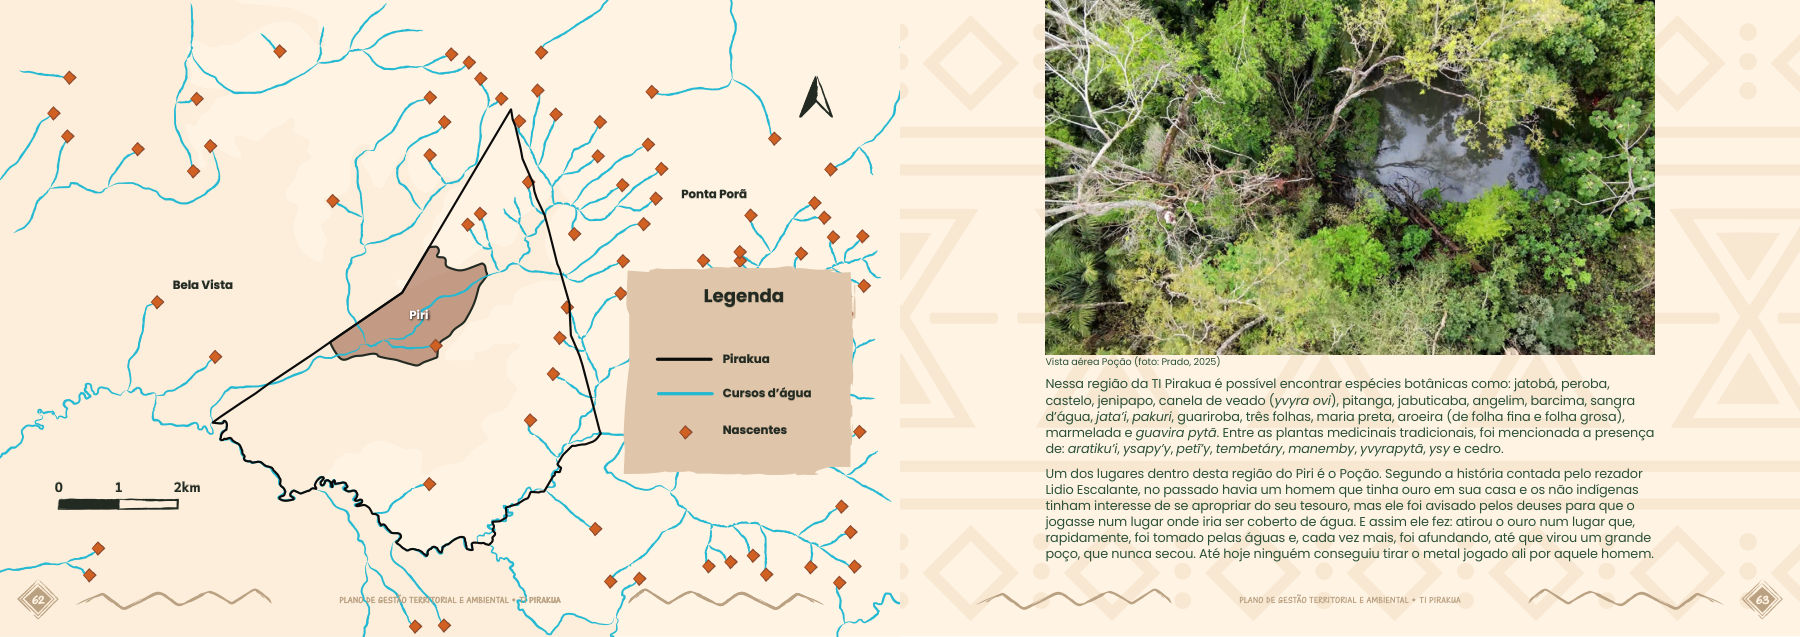 Ponta Porã
Bela Vista
Piri
Legenda
Pirakua
Cursos d'água
Nascentes
0 1 2km
62
PLANO DE GESTÃO TERRITORIAL E AMBIENTAL • TI PIRAKUA
Vista aérea Poção (foto: Prado, 2025)
Nessa região da TI Pirakua é possível encontrar espécies botânicas como: jatobá, peroba,
castelo, jenipapo, canela de veado (yvyra ovi), pitanga, jabuticaba, angelim, barcima, sangra
d'água, jata'i, pakuri, guariroba, três folhas, maria preta, aroeira (de folha fina e folha grosa),
marmelada e guavira pytã. Entre as plantas medicinais tradicionais, foi mencionada a presença
de: aratiku'i, ysapy'y, petĩ'y, tembetáry, manemby, yvyrapytã, ysy e cedro.
Um dos lugares dentro desta região do Piri é o Poção. Segundo a história contada pelo rezador
Lidio Escalante, no passado havia um homem que tinha ouro em sua casa e os não indígenas
tinham interesse de se apropriar do seu tesouro, mas ele foi avisado pelos deuses para que o
jogasse num lugar onde iria ser coberto de água. E assim ele fez: atirou o ouro num lugar que,
rapidamente, foi tomado pelas águas e, cada vez mais, foi afundando, até que virou um grande
poço, que nunca secou. Até hoje ninguém conseguiu tirar o metal jogado ali por aquele homem.
PLANO DE GESTÃO TERRITORIAL E AMBIENTAL • TI PIRAKUA
63